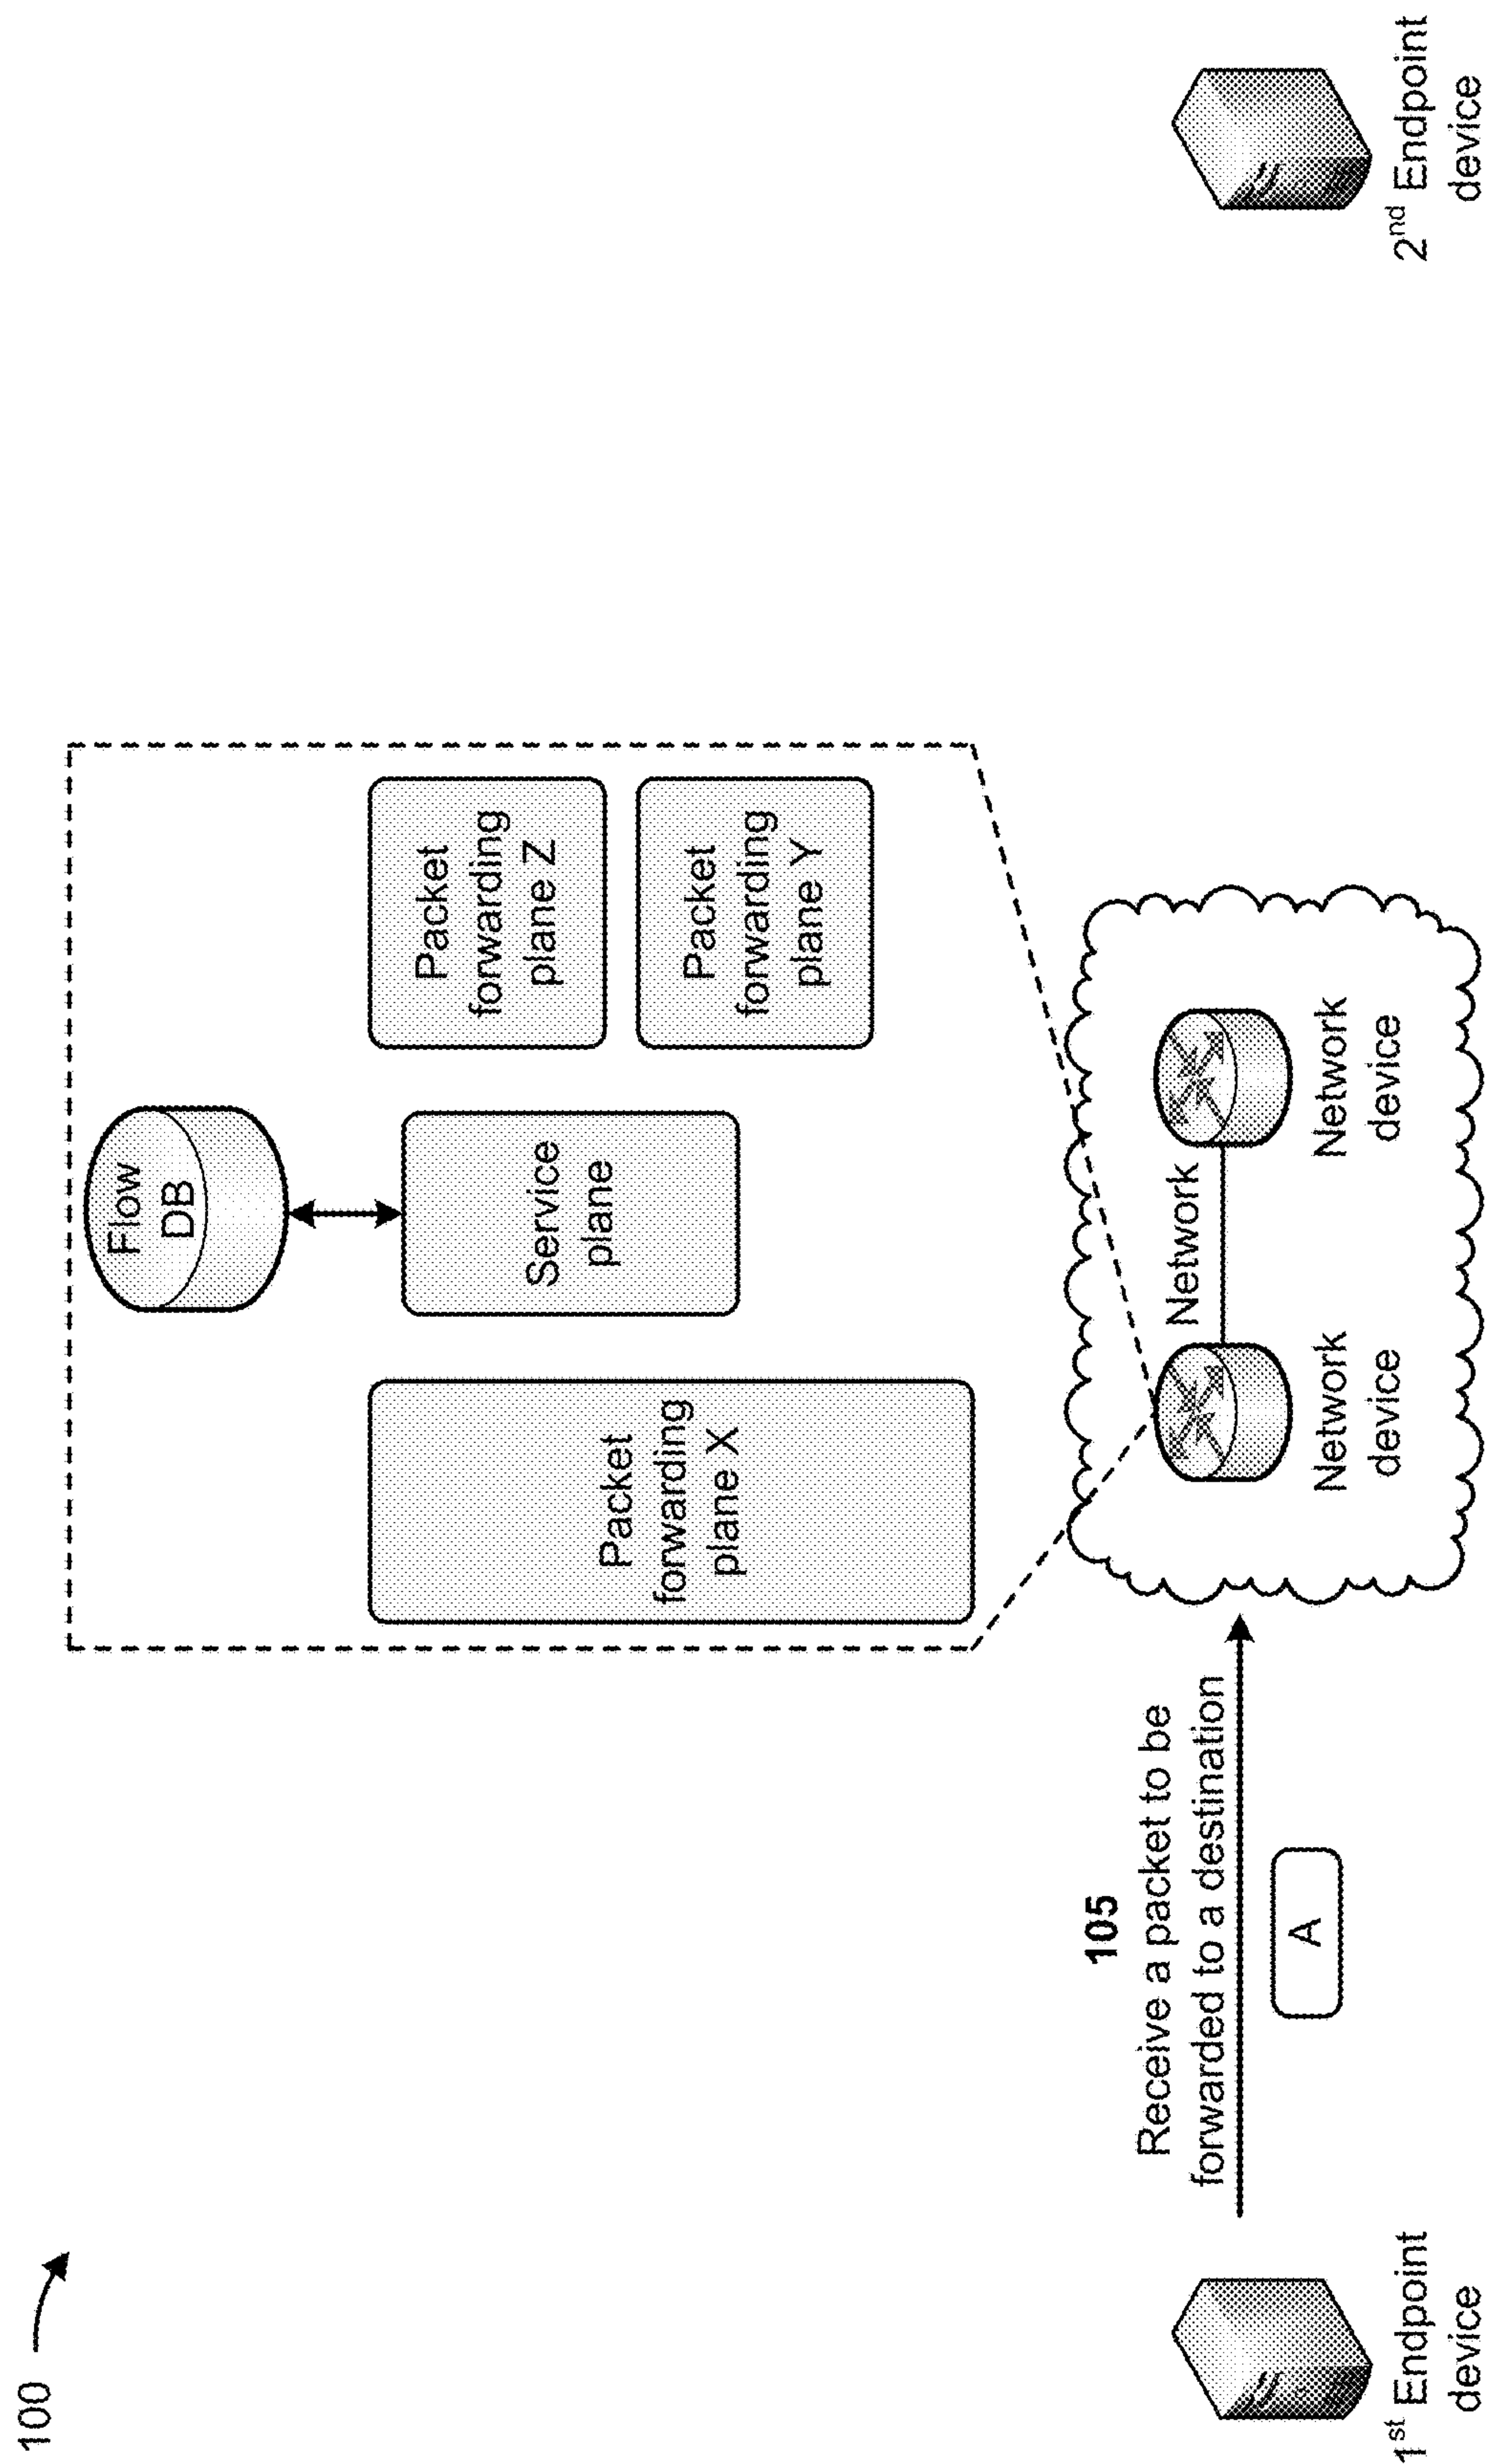 100
Flow
DB
Packet
forwarding
plane X
Service
plane
Packet
forwarding
plane Z
Packet
forwarding
plane Y
105
Receive a packet to be
forwarded to a destination
A
Network
Network
device
Network
device
1st Endpoint
device
2nd Endpoint
device